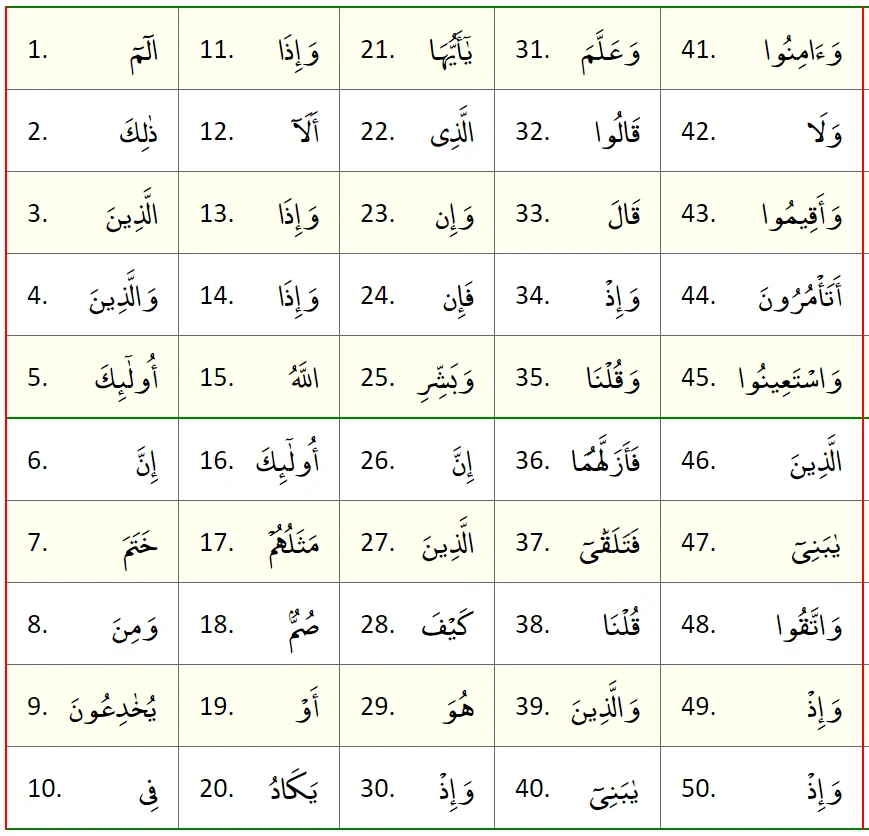 1. الٓمٓ 11. وَإِذَا 21. يَٰٓأَيُّهَا 31. وَعَلَّمَ 41. وَءَامِنُوا
2. ذَٰلِكَ 12. أَلَآ 22. الَّذِى 32. قَالُوا 42. وَلَا
3. الَّذِينَ 13. وَإِذَا 23. وَإِن 33. قَالَ 43. وَأَقِيمُوا
4. وَالَّذِينَ 14. وَإِذَا 24. فَإِن 34. وَإِذْ 44. أَتَأْمُرُونَ
5. أُولَٰٓئِكَ 15. اللَّهُ 25. وَبَشِّرِ 35. وَقُلْنَا 45. وَاسْتَعِينُوا
6. إِنَّ 16. أُولَٰٓئِكَ 26. إِنَّ 36. فَأَزَلَّهُمَا 46. الَّذِينَ
7. خَتَمَ 17. مَثَلُهُمْ 27. الَّذِينَ 37. فَتَلَقَّىٰٓ 47. يَٰبَنِىٓ
8. وَمِنَ 18. صُمٌّۢ 28. كَيْفَ 38. قُلْنَا 48. وَاتَّقُوا
9. يُخَٰدِعُونَ 19. أَوْ 29. هُوَ 39. وَالَّذِينَ 49. وَإِذْ
10. فِى 20. يَكَادُ 30. وَإِذْ 40. يَٰبَنِىٓ 50. وَإِذْ